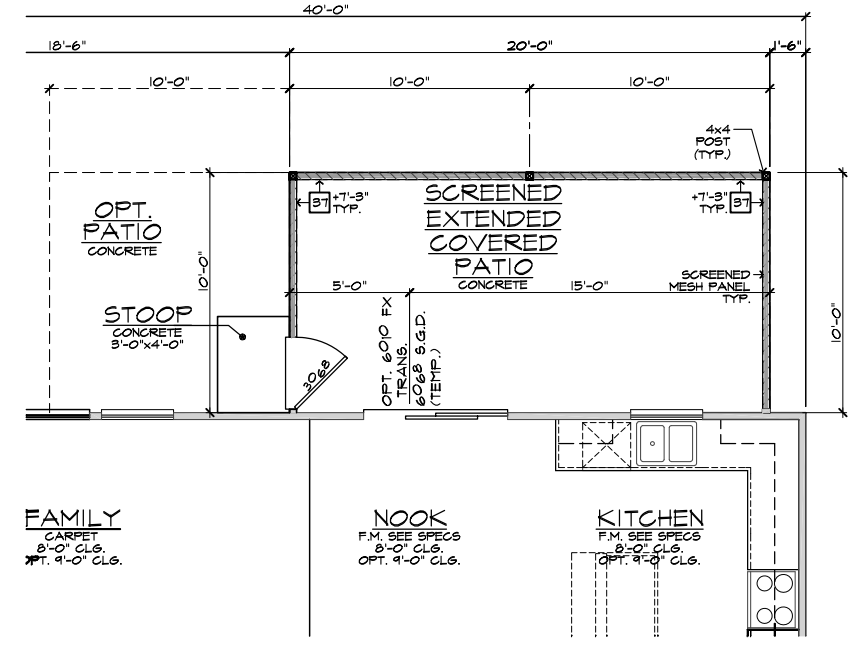 40'-0"
18'-6"
20'-0"
1'-6"
10'-0"
10'-0"
10'-0"
4x4
POST
(TYP.)
37
+7'-3"
TYP.
SCREENED
EXTENDED
COVERED
PATIO
CONCRETE
+7'-3"
TYP.
37
OPT.
PATIO
CONCRETE
10'-0"
SCREENED
MESH PANEL
TYP.
5'-0"
15'-0"
STOOP
CONCRETE
3'-0"x4'-0"
10'-0"
3068
OPT. 6010 FX
TRANS.
6068 S.G.D.
(TEMP.)
FAMILY
CARPET
8'-0" CLG.
OPT. 9'-0" CLG.
NOOK
F.M. SEE SPECS
8'-0" CLG.
OPT. 9'-0" CLG.
KITCHEN
F.M. SEE SPECS
8'-0" CLG.
OPT. 9'-0" CLG.